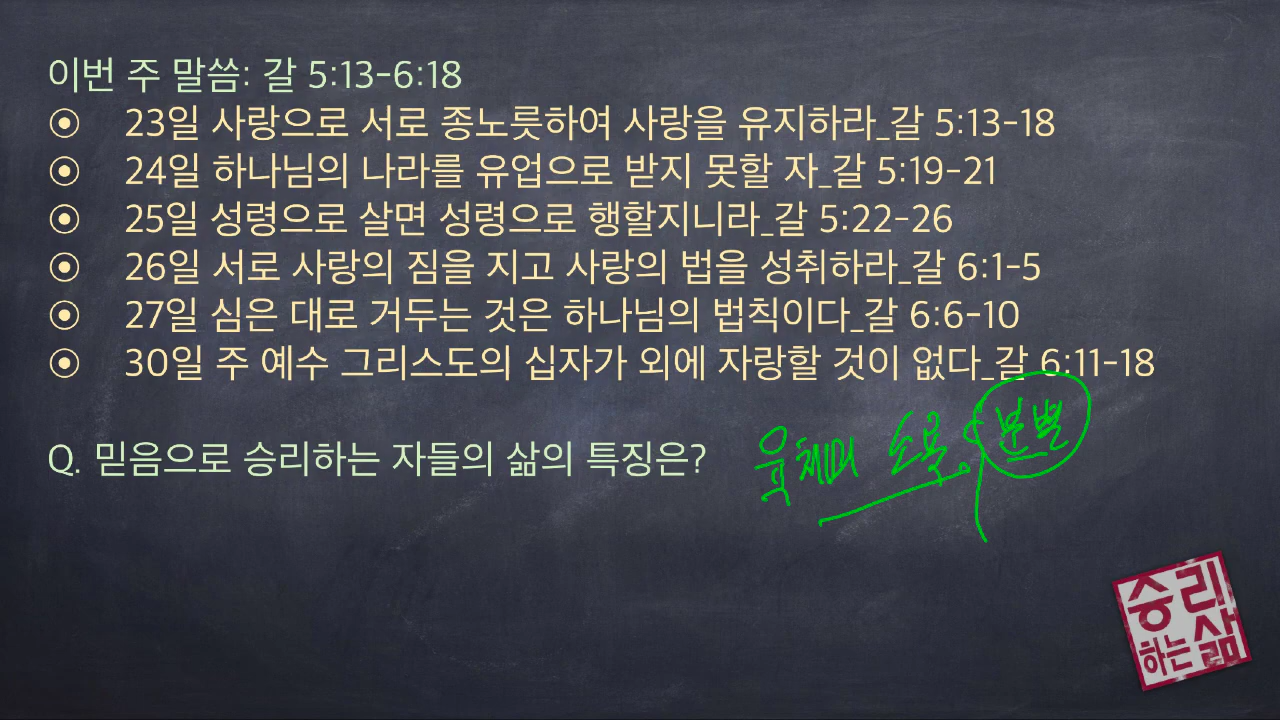 이번 주 말씀: 갈 5:13-6:18
⦿ 23일 사랑으로 서로 종노릇하여 사랑을 유지하라_갈 5:13-18
⦿ 24일 하나님의 나라를 유업으로 받지 못할 자_갈 5:19-21
⦿ 25일 성령으로 살면 성령으로 행할지니라_갈 5:22-26
⦿ 26일 서로 사랑의 짐을 지고 사랑의 법을 성취하라_갈 6:1-5
⦿ 27일 심은 대로 거두는 것은 하나님의 법칙이다_갈 6:6-10
⦿ 30일 주 예수 그리스도의 십자가 외에 자랑할 것이 없다_갈 6:11-18
Q. 믿음으로 승리하는 자들의 삶의 특징은?
육체의 소욕 분별
승리
하는 삶